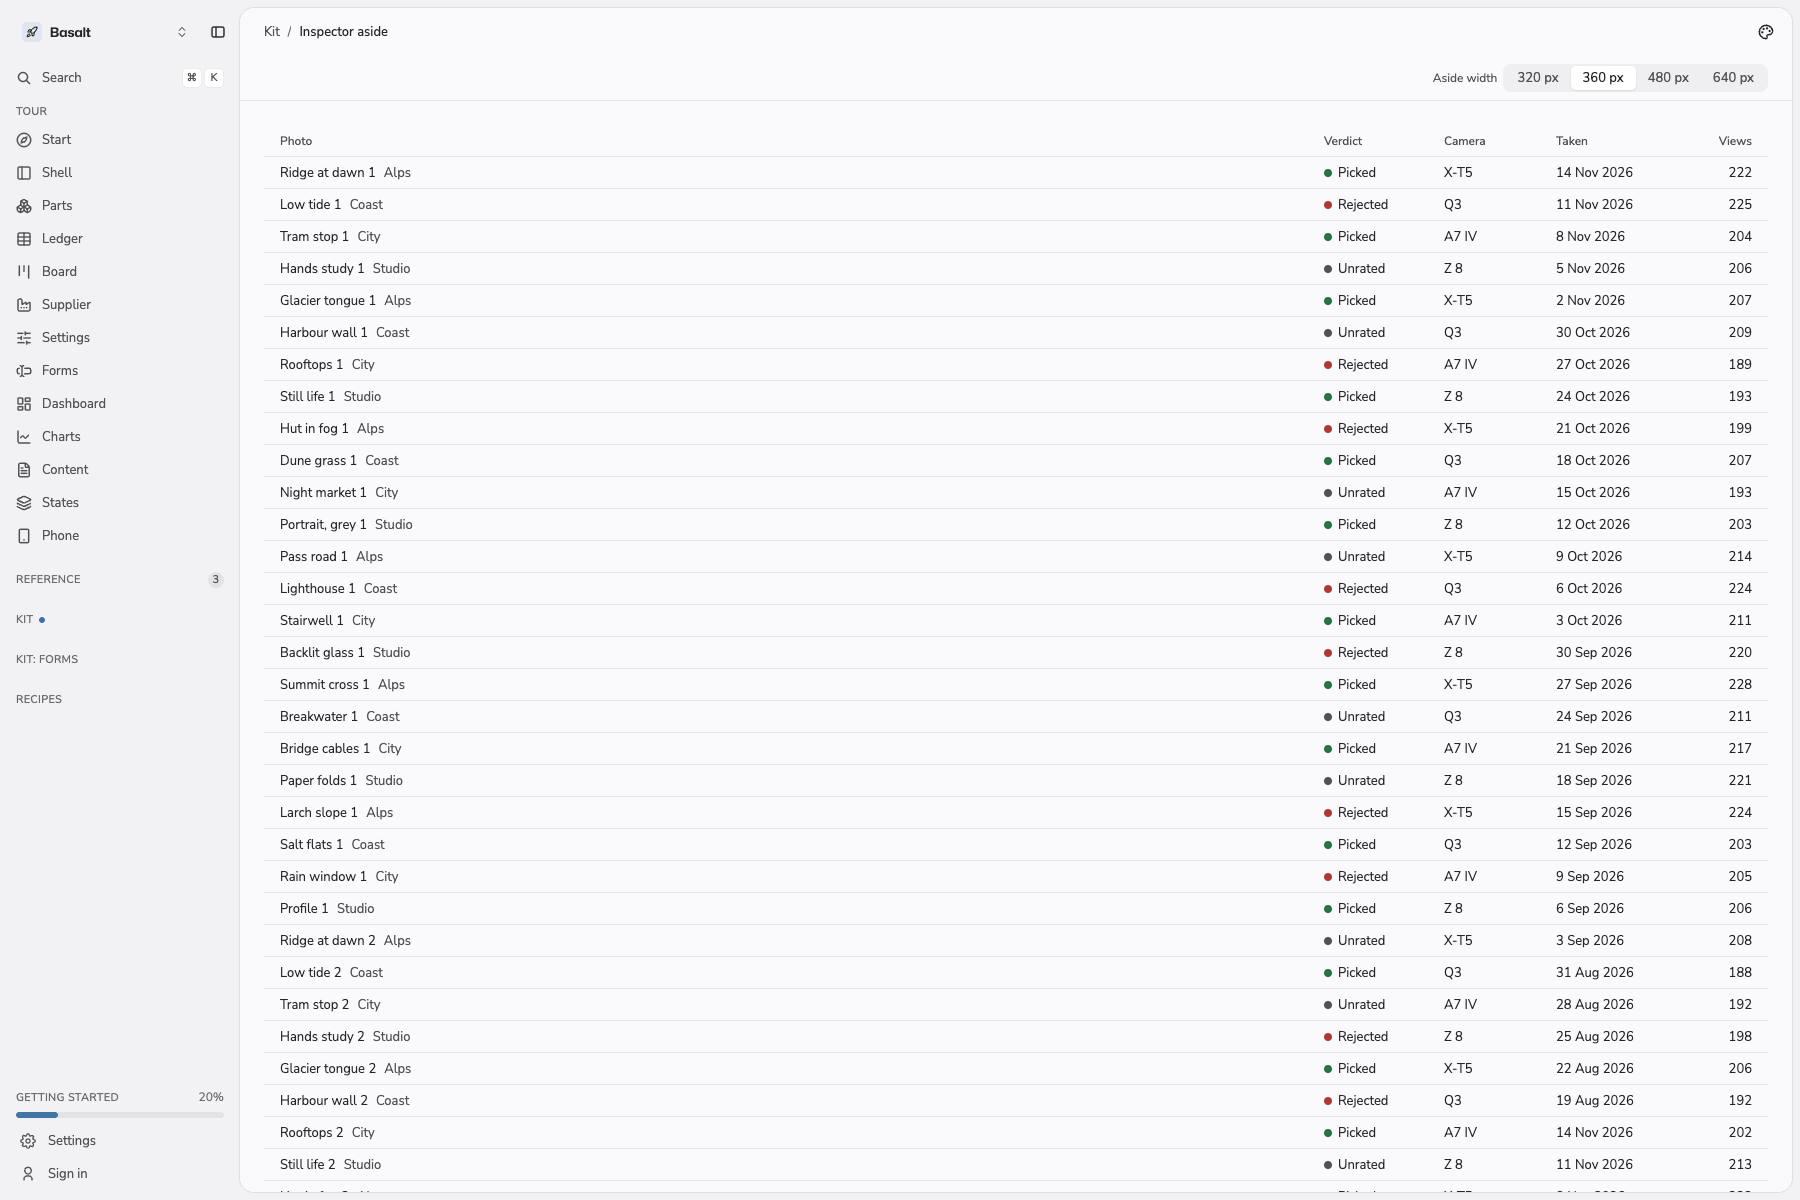 Basalt
Search ⌘ K
TOUR
Start
Shell
Parts
Ledger
Board
Supplier
Settings
Forms
Dashboard
Charts
Content
States
Phone
REFERENCE 3
KIT
KIT: FORMS
RECIPES
GETTING STARTED 20%
Settings
Sign in
Kit / Inspector aside
Aside width 320 px 360 px 480 px 640 px
Photo Verdict Camera Taken Views
Ridge at dawn 1 Alps Picked X-T5 14 Nov 2026 222
Low tide 1 Coast Rejected Q3 11 Nov 2026 225
Tram stop 1 City Picked A7 IV 8 Nov 2026 204
Hands study 1 Studio Unrated Z 8 5 Nov 2026 206
Glacier tongue 1 Alps Picked X-T5 2 Nov 2026 207
Harbour wall 1 Coast Unrated Q3 30 Oct 2026 209
Rooftops 1 City Rejected A7 IV 27 Oct 2026 189
Still life 1 Studio Picked Z 8 24 Oct 2026 193
Hut in fog 1 Alps Rejected X-T5 21 Oct 2026 199
Dune grass 1 Coast Picked Q3 18 Oct 2026 207
Night market 1 City Unrated A7 IV 15 Oct 2026 193
Portrait, grey 1 Studio Picked Z 8 12 Oct 2026 203
Pass road 1 Alps Unrated X-T5 9 Oct 2026 214
Lighthouse 1 Coast Rejected Q3 6 Oct 2026 224
Stairwell 1 City Picked A7 IV 3 Oct 2026 211
Backlit glass 1 Studio Rejected Z 8 30 Sep 2026 220
Summit cross 1 Alps Picked X-T5 27 Sep 2026 228
Breakwater 1 Coast Unrated Q3 24 Sep 2026 211
Bridge cables 1 City Picked A7 IV 21 Sep 2026 217
Paper folds 1 Studio Unrated Z 8 18 Sep 2026 221
Larch slope 1 Alps Rejected X-T5 15 Sep 2026 224
Salt flats 1 Coast Picked Q3 12 Sep 2026 203
Rain window 1 City Rejected A7 IV 9 Sep 2026 205
Profile 1 Studio Picked Z 8 6 Sep 2026 206
Ridge at dawn 2 Alps Unrated X-T5 3 Sep 2026 208
Low tide 2 Coast Picked Q3 31 Aug 2026 188
Tram stop 2 City Unrated A7 IV 28 Aug 2026 192
Hands study 2 Studio Rejected Z 8 25 Aug 2026 198
Glacier tongue 2 Alps Picked X-T5 22 Aug 2026 206
Harbour wall 2 Coast Rejected Q3 19 Aug 2026 192
Rooftops 2 City Picked A7 IV 14 Nov 2026 202
Still life 2 Studio Unrated Z 8 11 Nov 2026 213